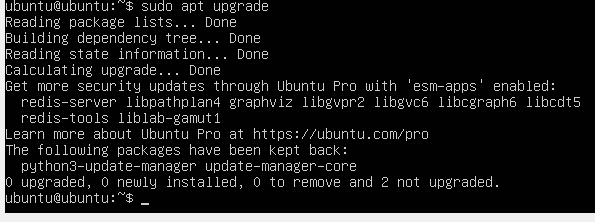 ubuntu@ubuntu:~$ sudo apt upgrade
Reading package lists... Done
Building dependency tree... Done
Reading state information... Done
Calculating upgrade... Done
Get more security updates through Ubuntu Pro with 'esm-apps' enabled:
  redis-server libpathplan4 graphviz libgvpr2 libgvc6 libcgraph6 libcdt5
  redis-tools liblab-gamut1
Learn more about Ubuntu Pro at https://ubuntu.com/pro
The following packages have been kept back:
  python3-update-manager update-manager-core
0 upgraded, 0 newly installed, 0 to remove and 2 not upgraded.
ubuntu@ubuntu:~$ _